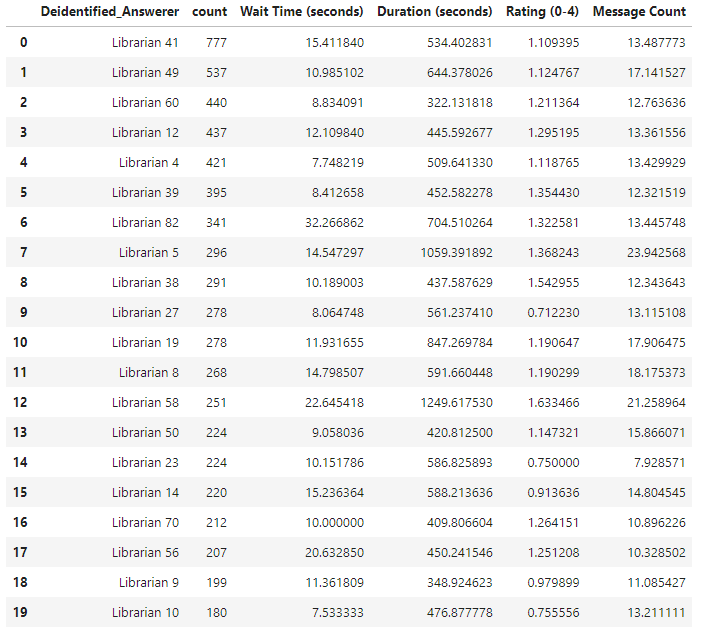 Deidentified_Answerer count Wait Time (seconds) Duration (seconds) Rating (0-4) Message Count
0 Librarian 41 777 15.411840 534.402831 1.109395 13.487773
1 Librarian 49 537 10.985102 644.378026 1.124767 17.141527
2 Librarian 60 440 8.834091 322.131818 1.211364 12.763636
3 Librarian 12 437 12.109840 445.592677 1.295195 13.361556
4 Librarian 4 421 7.748219 509.641330 1.118765 13.429929
5 Librarian 39 395 8.412658 452.582278 1.354430 12.321519
6 Librarian 82 341 32.266862 704.510264 1.322581 13.445748
7 Librarian 5 296 14.547297 1059.391892 1.368243 23.942568
8 Librarian 38 291 10.189003 437.587629 1.542955 12.343643
9 Librarian 27 278 8.064748 561.237410 0.712230 13.115108
10 Librarian 19 278 11.931655 847.269784 1.190647 17.906475
11 Librarian 8 268 14.798507 591.660448 1.190299 18.175373
12 Librarian 58 251 22.645418 1249.617530 1.633466 21.258964
13 Librarian 50 224 9.058036 420.812500 1.147321 15.866071
14 Librarian 23 224 10.151786 586.825893 0.750000 7.928571
15 Librarian 14 220 15.236364 588.213636 0.913636 14.804545
16 Librarian 70 212 10.000000 409.806604 1.264151 10.896226
17 Librarian 56 207 20.632850 450.241546 1.251208 10.328502
18 Librarian 9 199 11.361809 348.924623 0.979899 11.085427
19 Librarian 10 180 7.533333 476.877778 0.755556 13.211111